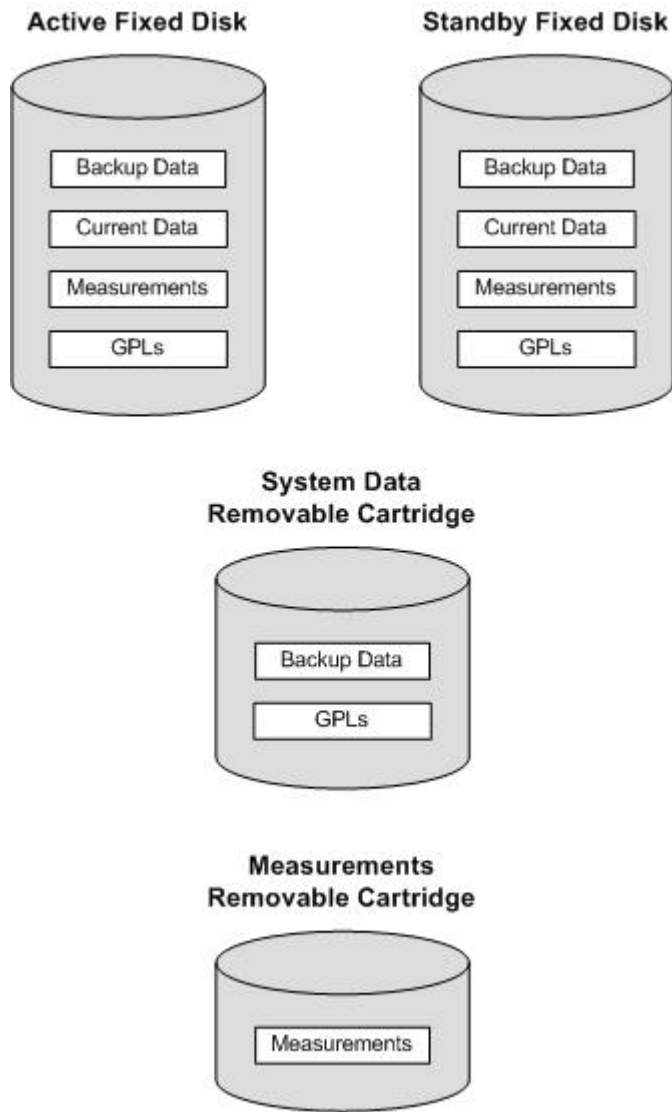 Active Fixed Disk
Backup Data
Current Data
Measurements
GPLs
Standby Fixed Disk
Backup Data
Current Data
Measurements
GPLs
System Data
Removable Cartridge
Backup Data
GPLs
Measurements
Removable Cartridge
Measurements